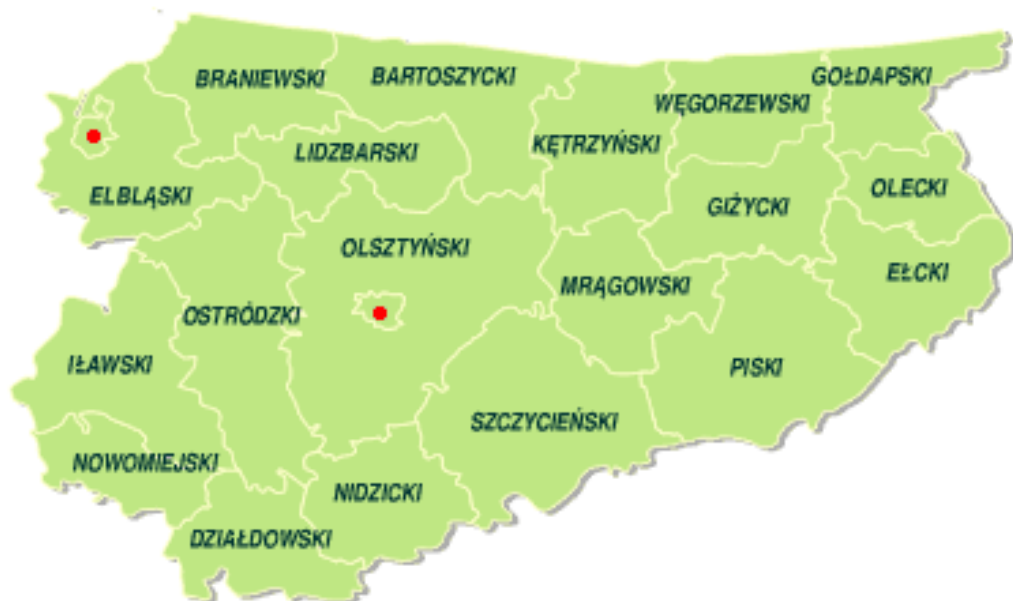 BRANIEWSKI
BARTOSZYCKI
GOŁDAPSKI
WĘGORZEWSKI
KĘTRZYŃSKI
LIDZBARSKI
ELBLĄSKI
OLECKI
GIŻYCKI
OLSZTYŃSKI
EŁCKI
MRĄGOWSKI
OSTRÓDZKI
IŁAWSKI
PISKI
SZCZYCIEŃSKI
NOWOMIEJSKI
NIDZICKI
DZIAŁDOWSKI